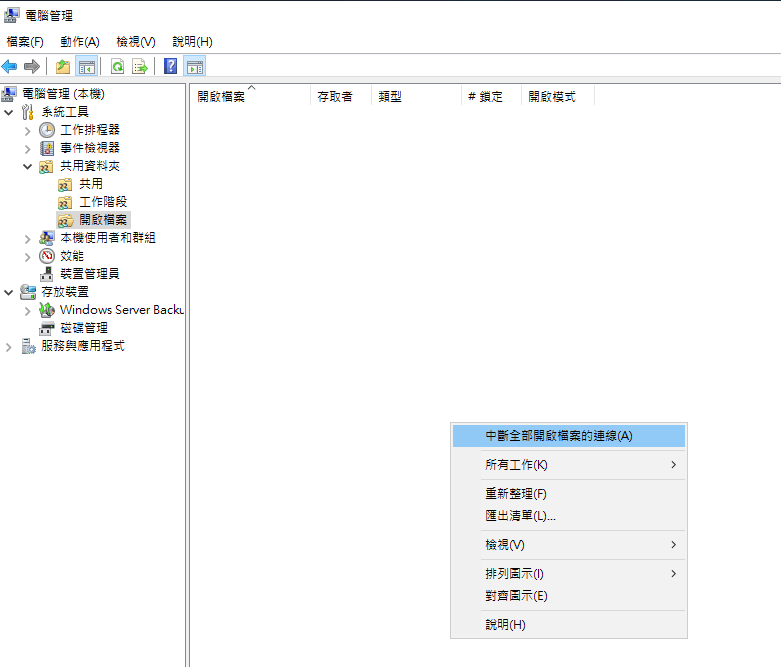 電腦管理
檔案(F) 動作(A) 檢視(V) 說明(H)
電腦管理 (本機)
系統工具
工作排程器
事件檢視器
共用資料夾
共用
工作階段
開啟檔案
本機使用者和群組
效能
裝置管理員
存放裝置
Windows Server Backu
磁碟管理
服務與應用程式
開啟檔案 存取者 類型 # 鎖定 開啟模式
中斷全部開啟檔案的連線(A)
所有工作(K)
重新整理(F)
匯出清單(L)...
檢視(V)
排列圖示(I)
對齊圖示(E)
說明(H)